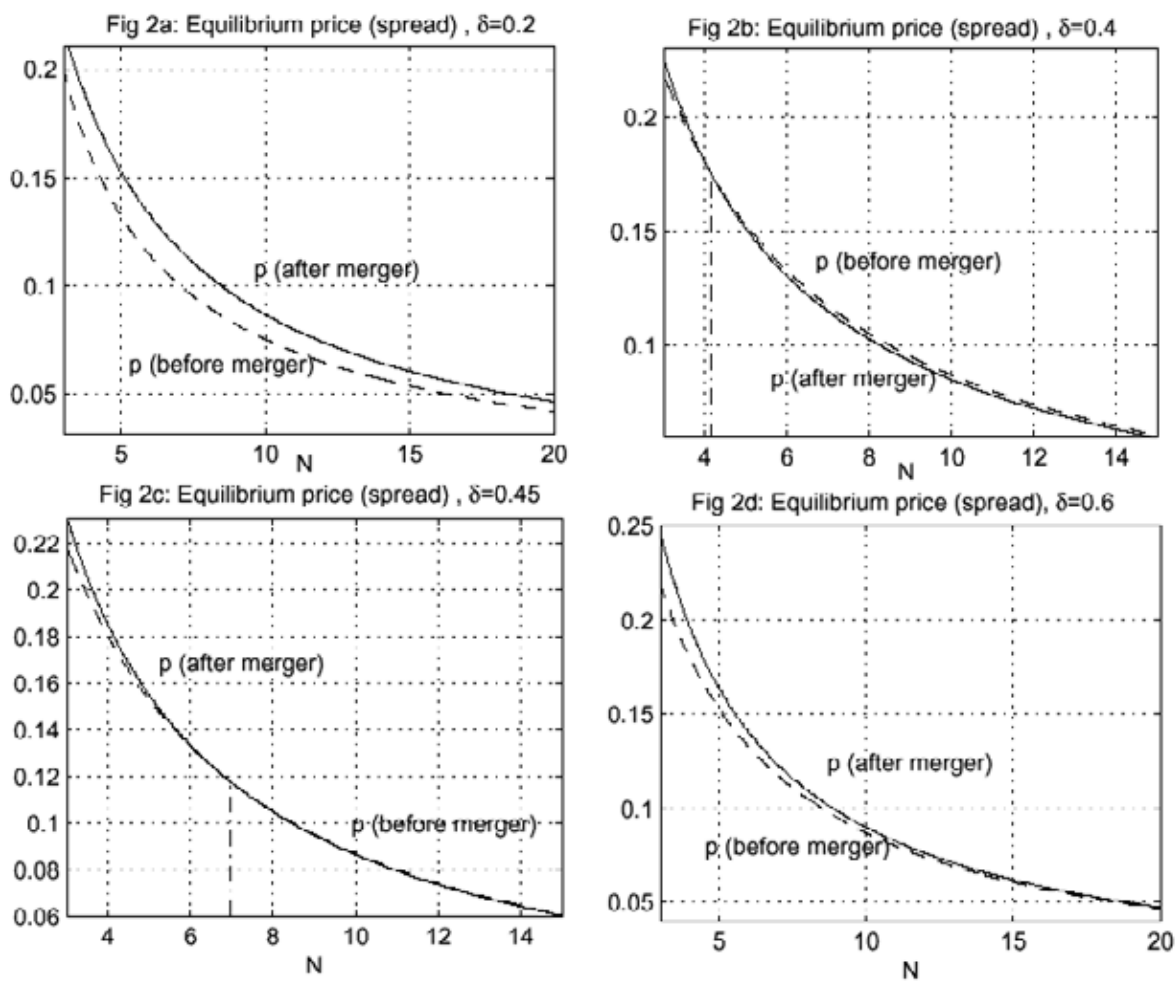 Fig 2a: Equilibrium price (spread) , δ=0.2
0.2
0.15
0.1
0.05
p (after merger)
p (before merger)
5
10
15
20
N
Fig 2b: Equilibrium price (spread) , δ=0.4
0.2
0.15
0.1
p (before merger)
p (after merger)
4
6
8
10
12
14
N
Fig 2c: Equilibrium price (spread) , δ=0.45
0.22
0.2
0.18
0.16
0.14
0.12
0.1
0.08
0.06
p (after merger)
p (before merger)
4
6
8
10
12
14
N
Fig 2d: Equilibrium price (spread), δ=0.6
0.25
0.2
0.15
0.1
0.05
p (after merger)
p (before merger)
5
10
15
20
N